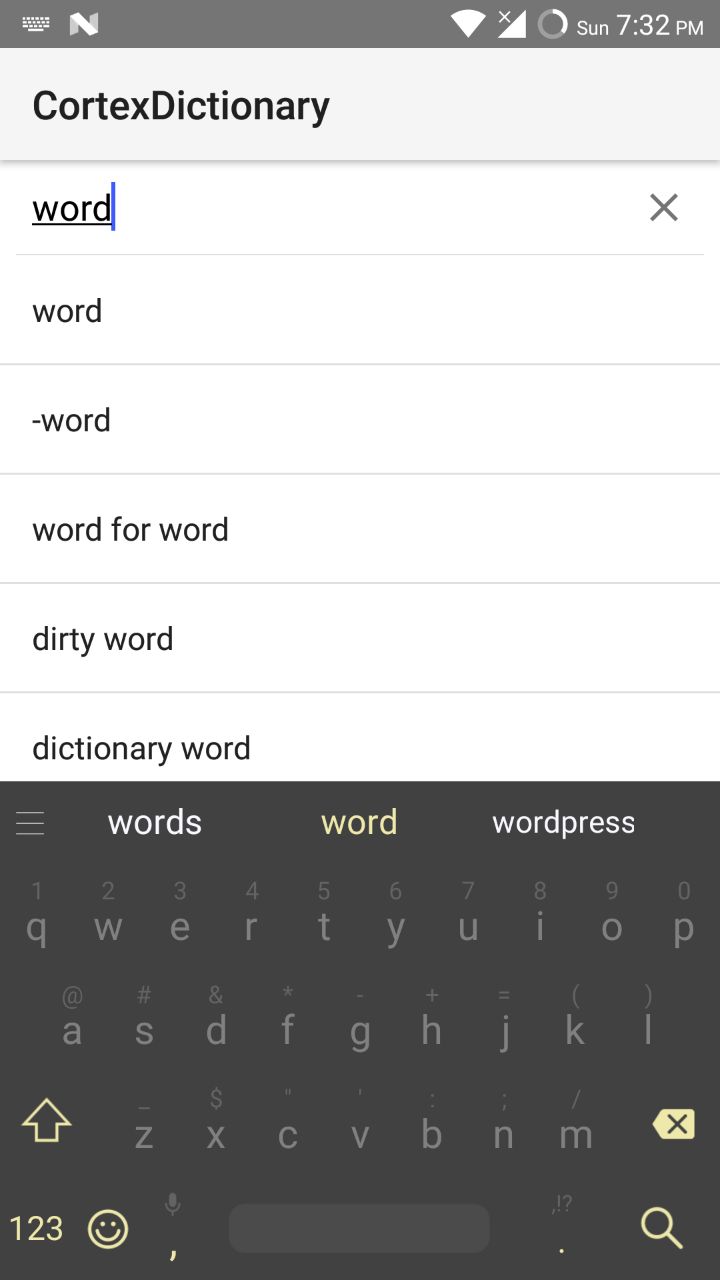 Sun 7:32 PM
CortexDictionary
word
word
-word
word for word
dirty word
dictionary word
words word wordpress
1 2 3 4 5 6 7 8 9 0
q w e r t y u i o p
@ # & * - + = ( )
a s d f g h j k l
_ $ " ' : ; /
z x c v b n m
,!?
123 , .